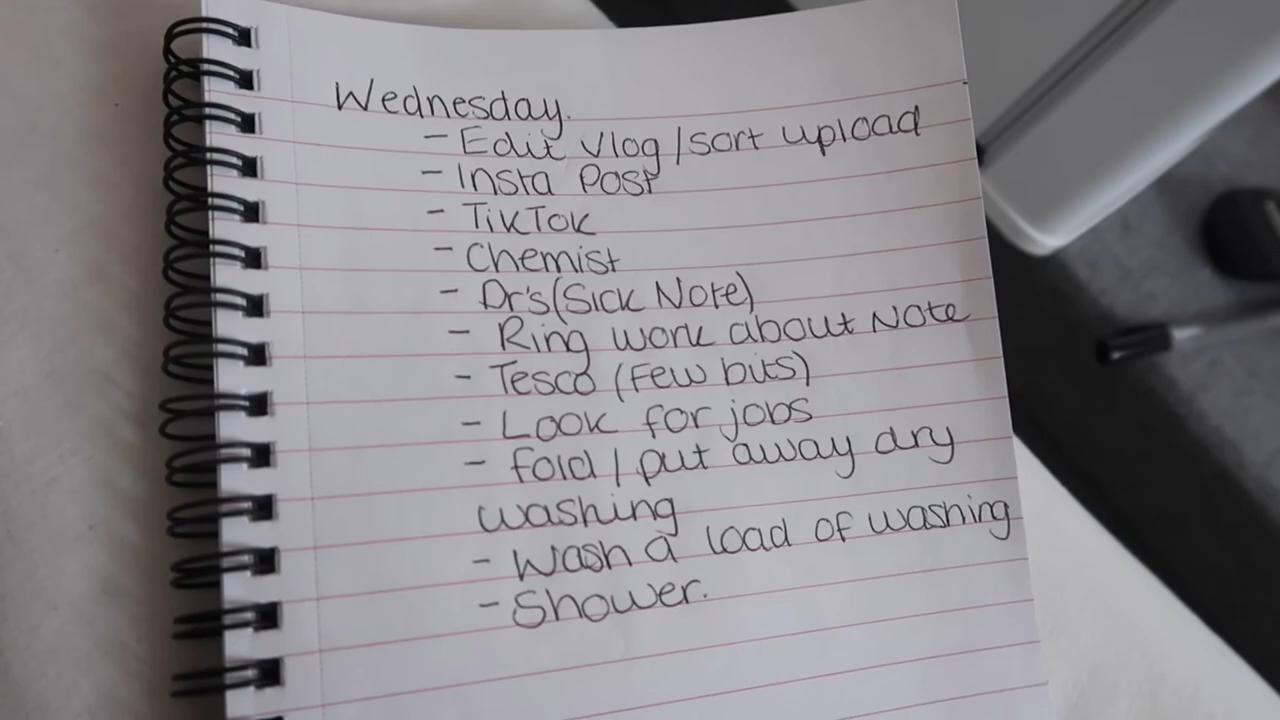 Wednesday.
- Edit vlog/sort upload
- Insta Post
- TikTok
- Chemist
- Dr's(Sick Note)
- Ring work about Note
- Tesco (Few bits)
- Look for jobs
- fold/put away dry
washing
- Wash a load of washing
- Shower.